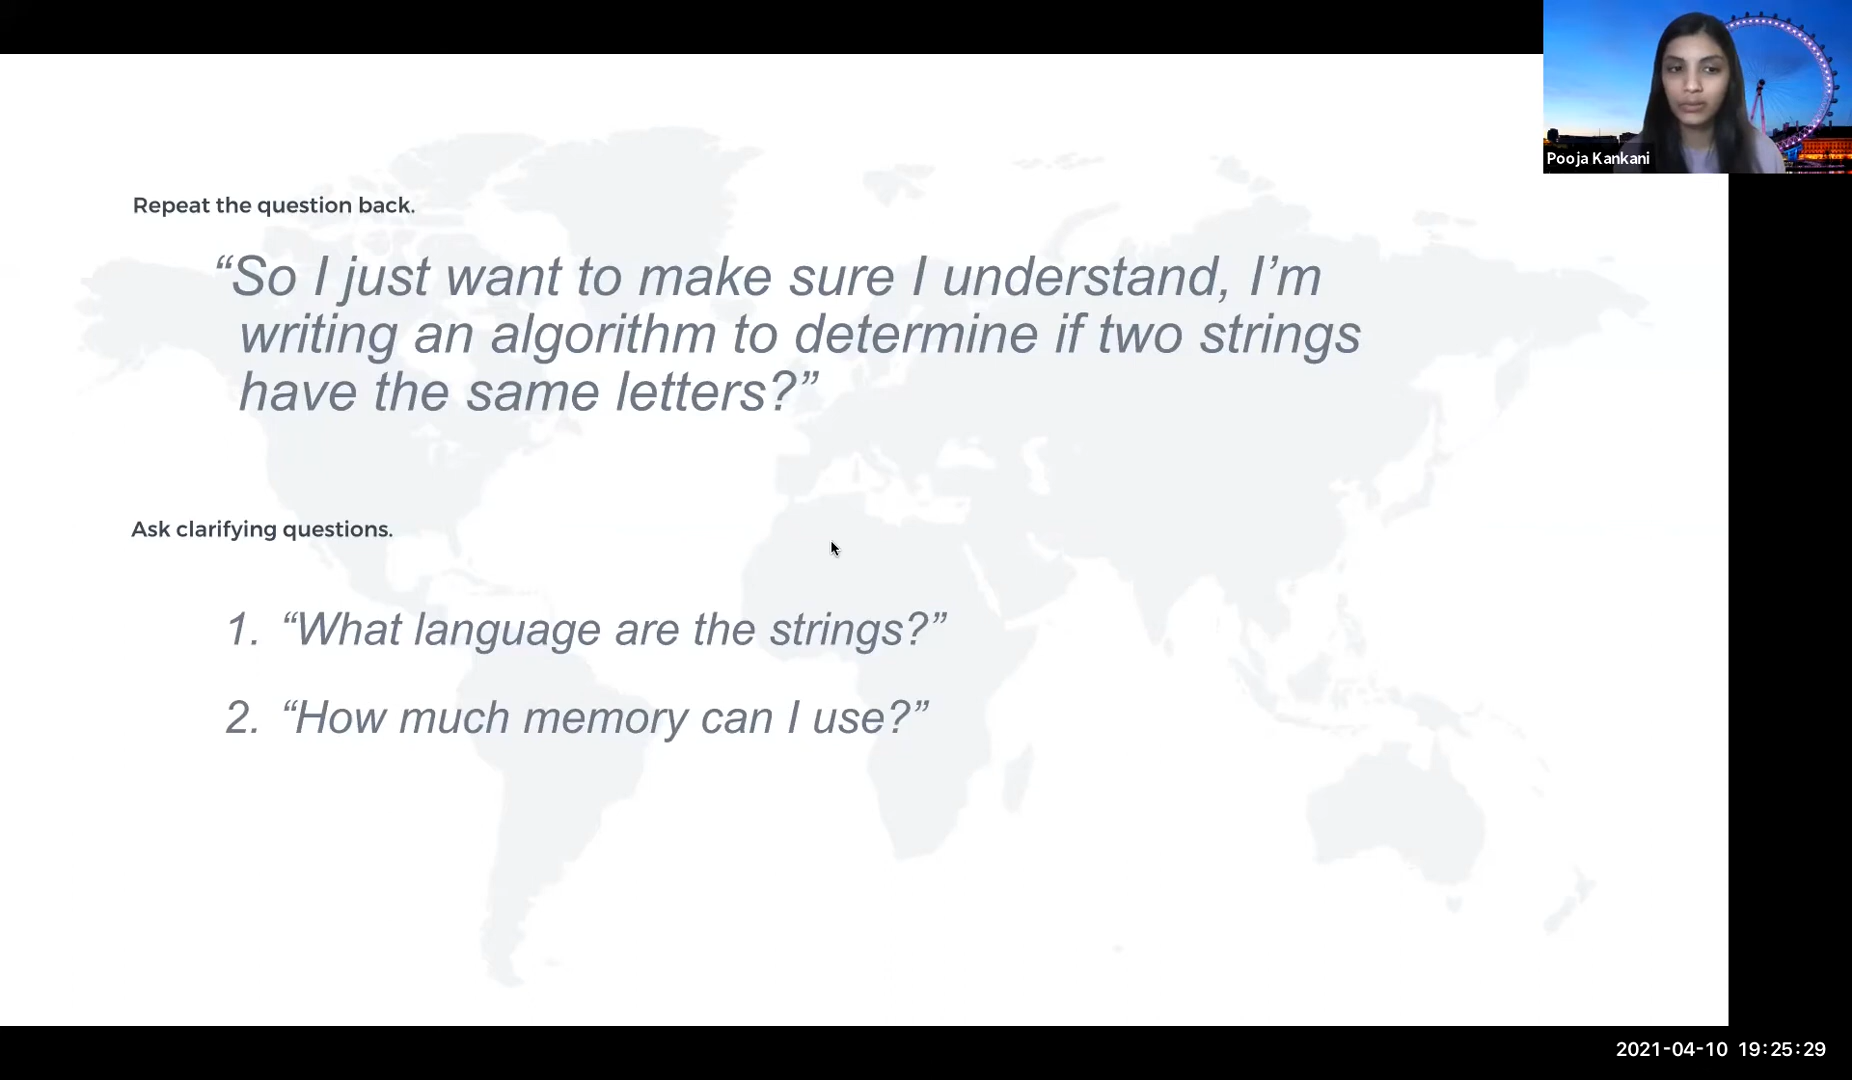 Pooja Kankani
Repeat the question back.
“So I just want to make sure I understand, I’m
writing an algorithm to determine if two strings
have the same letters?”
Ask clarifying questions.
1. “What language are the strings?”
2. “How much memory can I use?”
2021-04-10 19:25:29